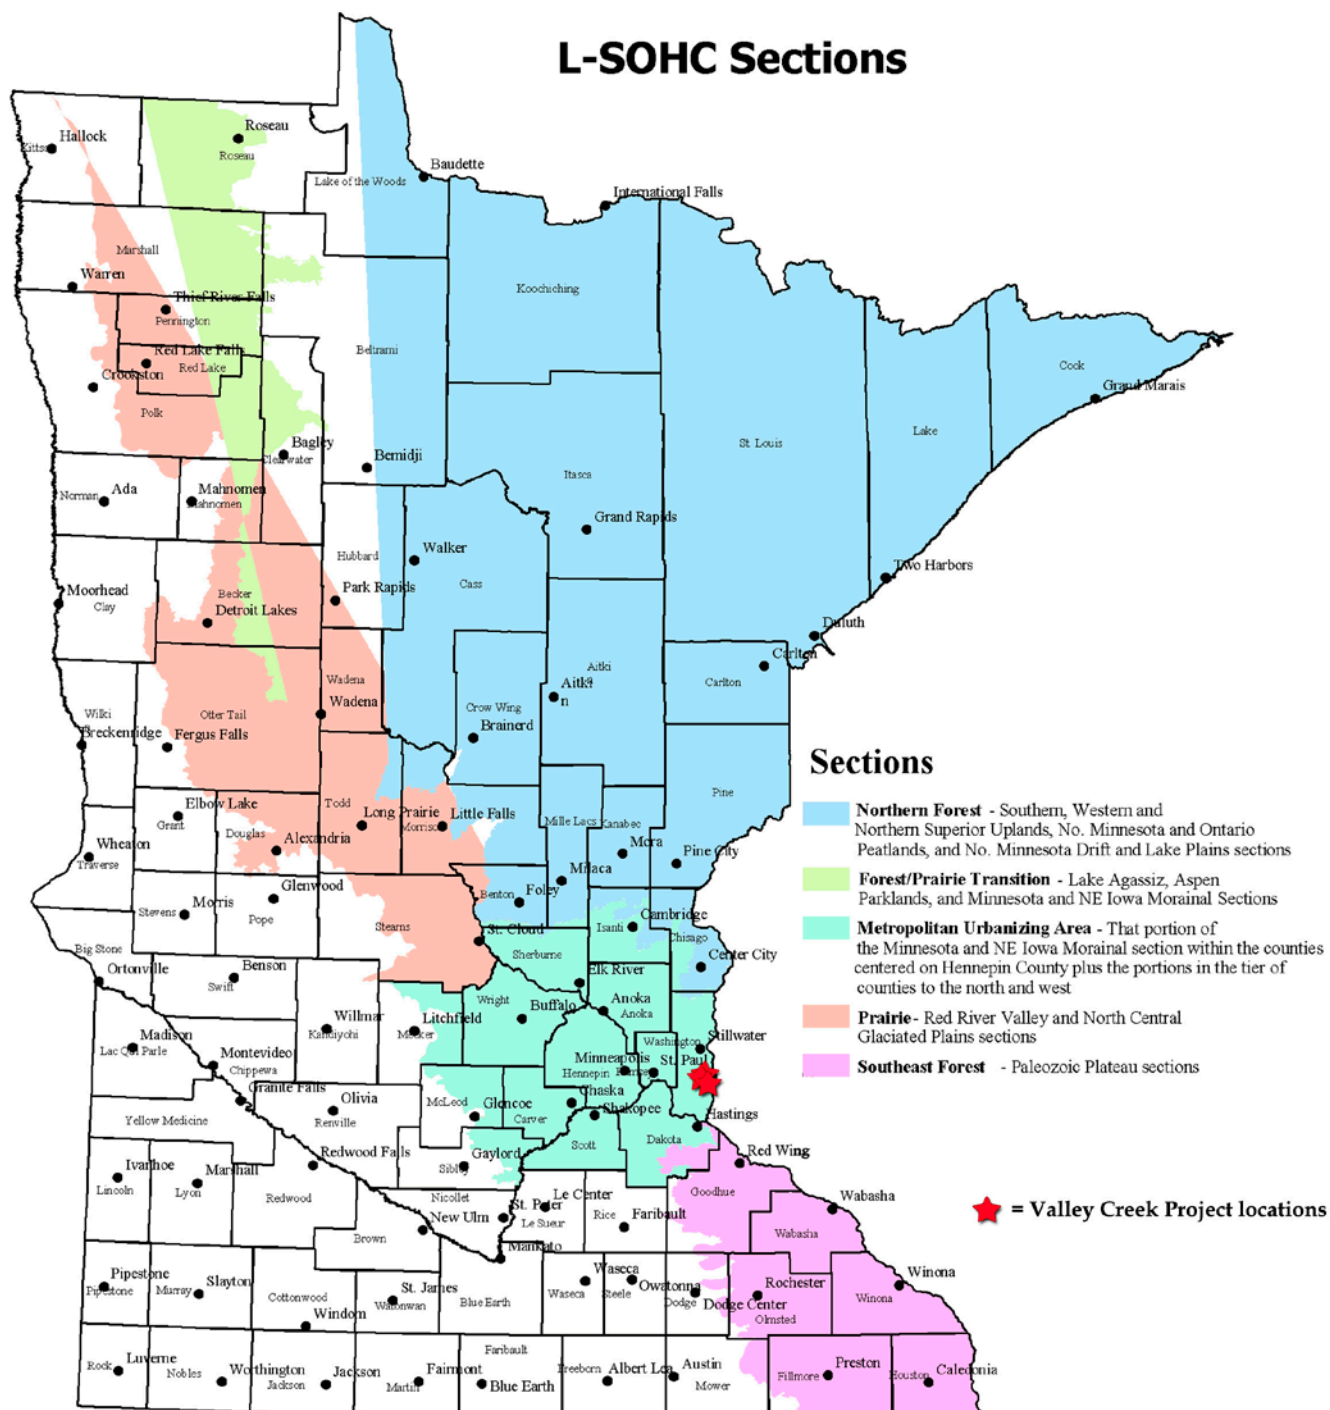 L-SOHC Sections
Hallock
Kittso
Roseau
Roseau
Lake of the Woods
Baudette
International Falls
Marshall
Warren
Thief River Falls
Pennington
Koochiching
Red Lake Falls
Red Lake
Crookston
Beltrami
Polk
Cook
Grand Marais
Bagley
Clearwater
Bemidji
St. Louis
Lake
Itasca
Norman
Ada
Mahnomen
Mahnomen
Grand Rapids
Hubbard
Walker
Cass
Two Harbors
Moorhead
Clay
Becker
Detroit Lakes
Park Rapids
Duluth
Carlton
Carlton
Aitki
Aitki
n
Wadena
Wadena
Wilki
Otter Tail
Crow Wing
Brainerd
Breckenridge
Fergus Falls
Pine
Elbow Lake
Grant
Douglas
Alexandria
Todd
Long Prairie
Morrison
Little Falls
Mille Lacs
Kanabec
Mora
Pine City
Wheaton
Traverse
Milaca
Glenwood
Benton
Foley
Stevens
Morris
Pope
Stearns
Isanti
Cambridge
Chisago
St. Cloud
Big Stone
Sherburne
Center City
Ortonville
Benson
Swift
Elk River
Wright
Buffalo
Anoka
Anoka
Willmar
Kandiyohi
Litchfield
Meeker
Madison
Lac Qui Parle
Washington
Stillwater
Montevideo
Chippewa
Minneapolis
Hennepin
St. Paul
Granite Falls
Olivia
Renville
McLeod
Glencoe
Carver
Chaska
Shakopee
Hastings
Yellow Medicine
Scott
Dakota
Redwood Falls
Gaylord
Sibley
Red Wing
Ivanhoe
Lincoln
Marshall
Lyon
Redwood
Nicollet
St. Peter
Le Center
Le Sueur
Rice
Faribault
Goodhue
Wabasha
Wabasha
New Ulm
Brown
Mankato
Pipestone
Pipestone
Murray
Slayton
Cottonwood
Windom
St. James
Watonwan
Blue Earth
Waseca
Waseca
Steele
Owatonna
Dodge
Dodge Center
Rochester
Olmsted
Winona
Winona
Rock
Luverne
Nobles
Worthington
Jackson
Jackson
Martin
Fairmont
Faribault
Blue Earth
Freeborn
Albert Lea
Austin
Mower
Fillmore
Preston
Houston
Caledonia
Sections
Northern Forest - Southern, Western and
Northern Superior Uplands, No. Minnesota and Ontario
Peatlands, and No. Minnesota Drift and Lake Plains sections
Forest/Prairie Transition - Lake Agassiz, Aspen
Parklands, and Minnesota and NE Iowa Morainal Sections
Metropolitan Urbanizing Area - That portion of
the Minnesota and NE Iowa Morainal section within the counties
centered on Hennepin County plus the portions in the tier of
counties to the north and west
Prairie - Red River Valley and North Central
Glaciated Plains sections
Southeast Forest - Paleozoic Plateau sections
= Valley Creek Project locations